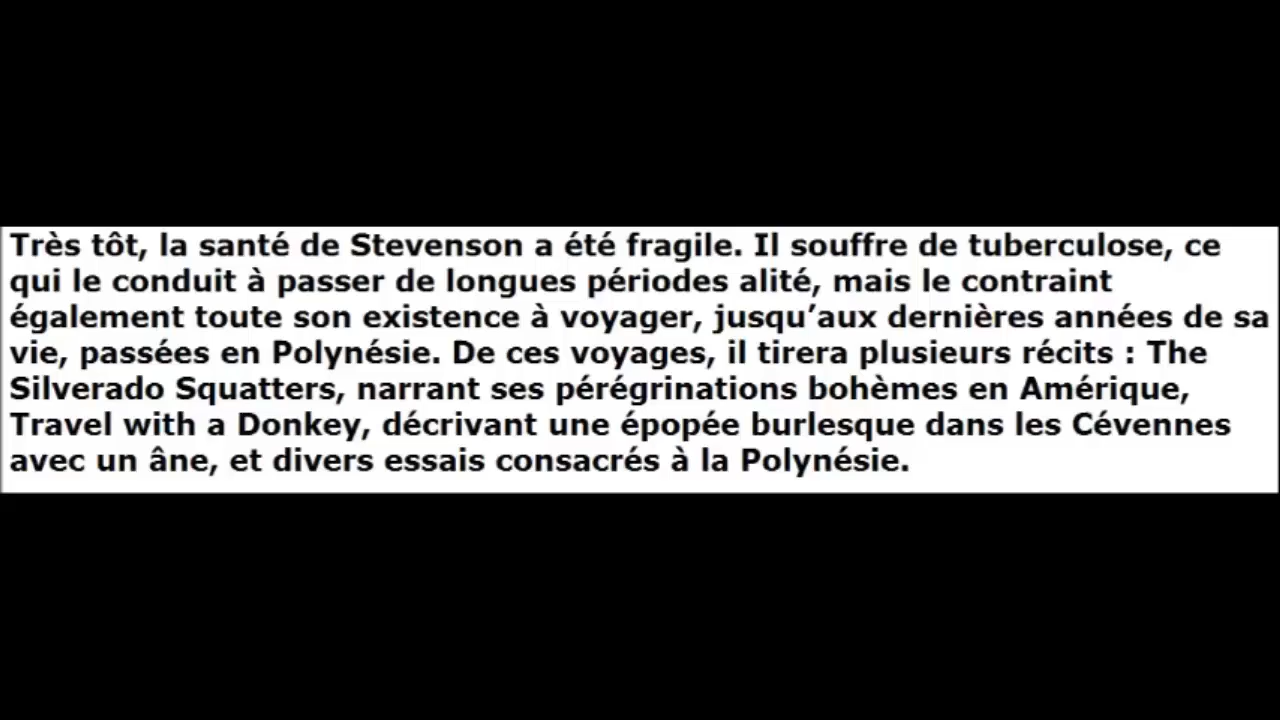 Très tôt, la santé de Stevenson a été fragile. Il souffre de tuberculose, ce
qui le conduit à passer de longues périodes alité, mais le contraint
également toute son existence à voyager, jusqu’aux dernières années de sa
vie, passées en Polynésie. De ces voyages, il tirera plusieurs récits : The
Silverado Squatters, narrant ses pérégrinations bohèmes en Amérique,
Travel with a Donkey, décrivant une épopée burlesque dans les Cévennes
avec un âne, et divers essais consacrés à la Polynésie.